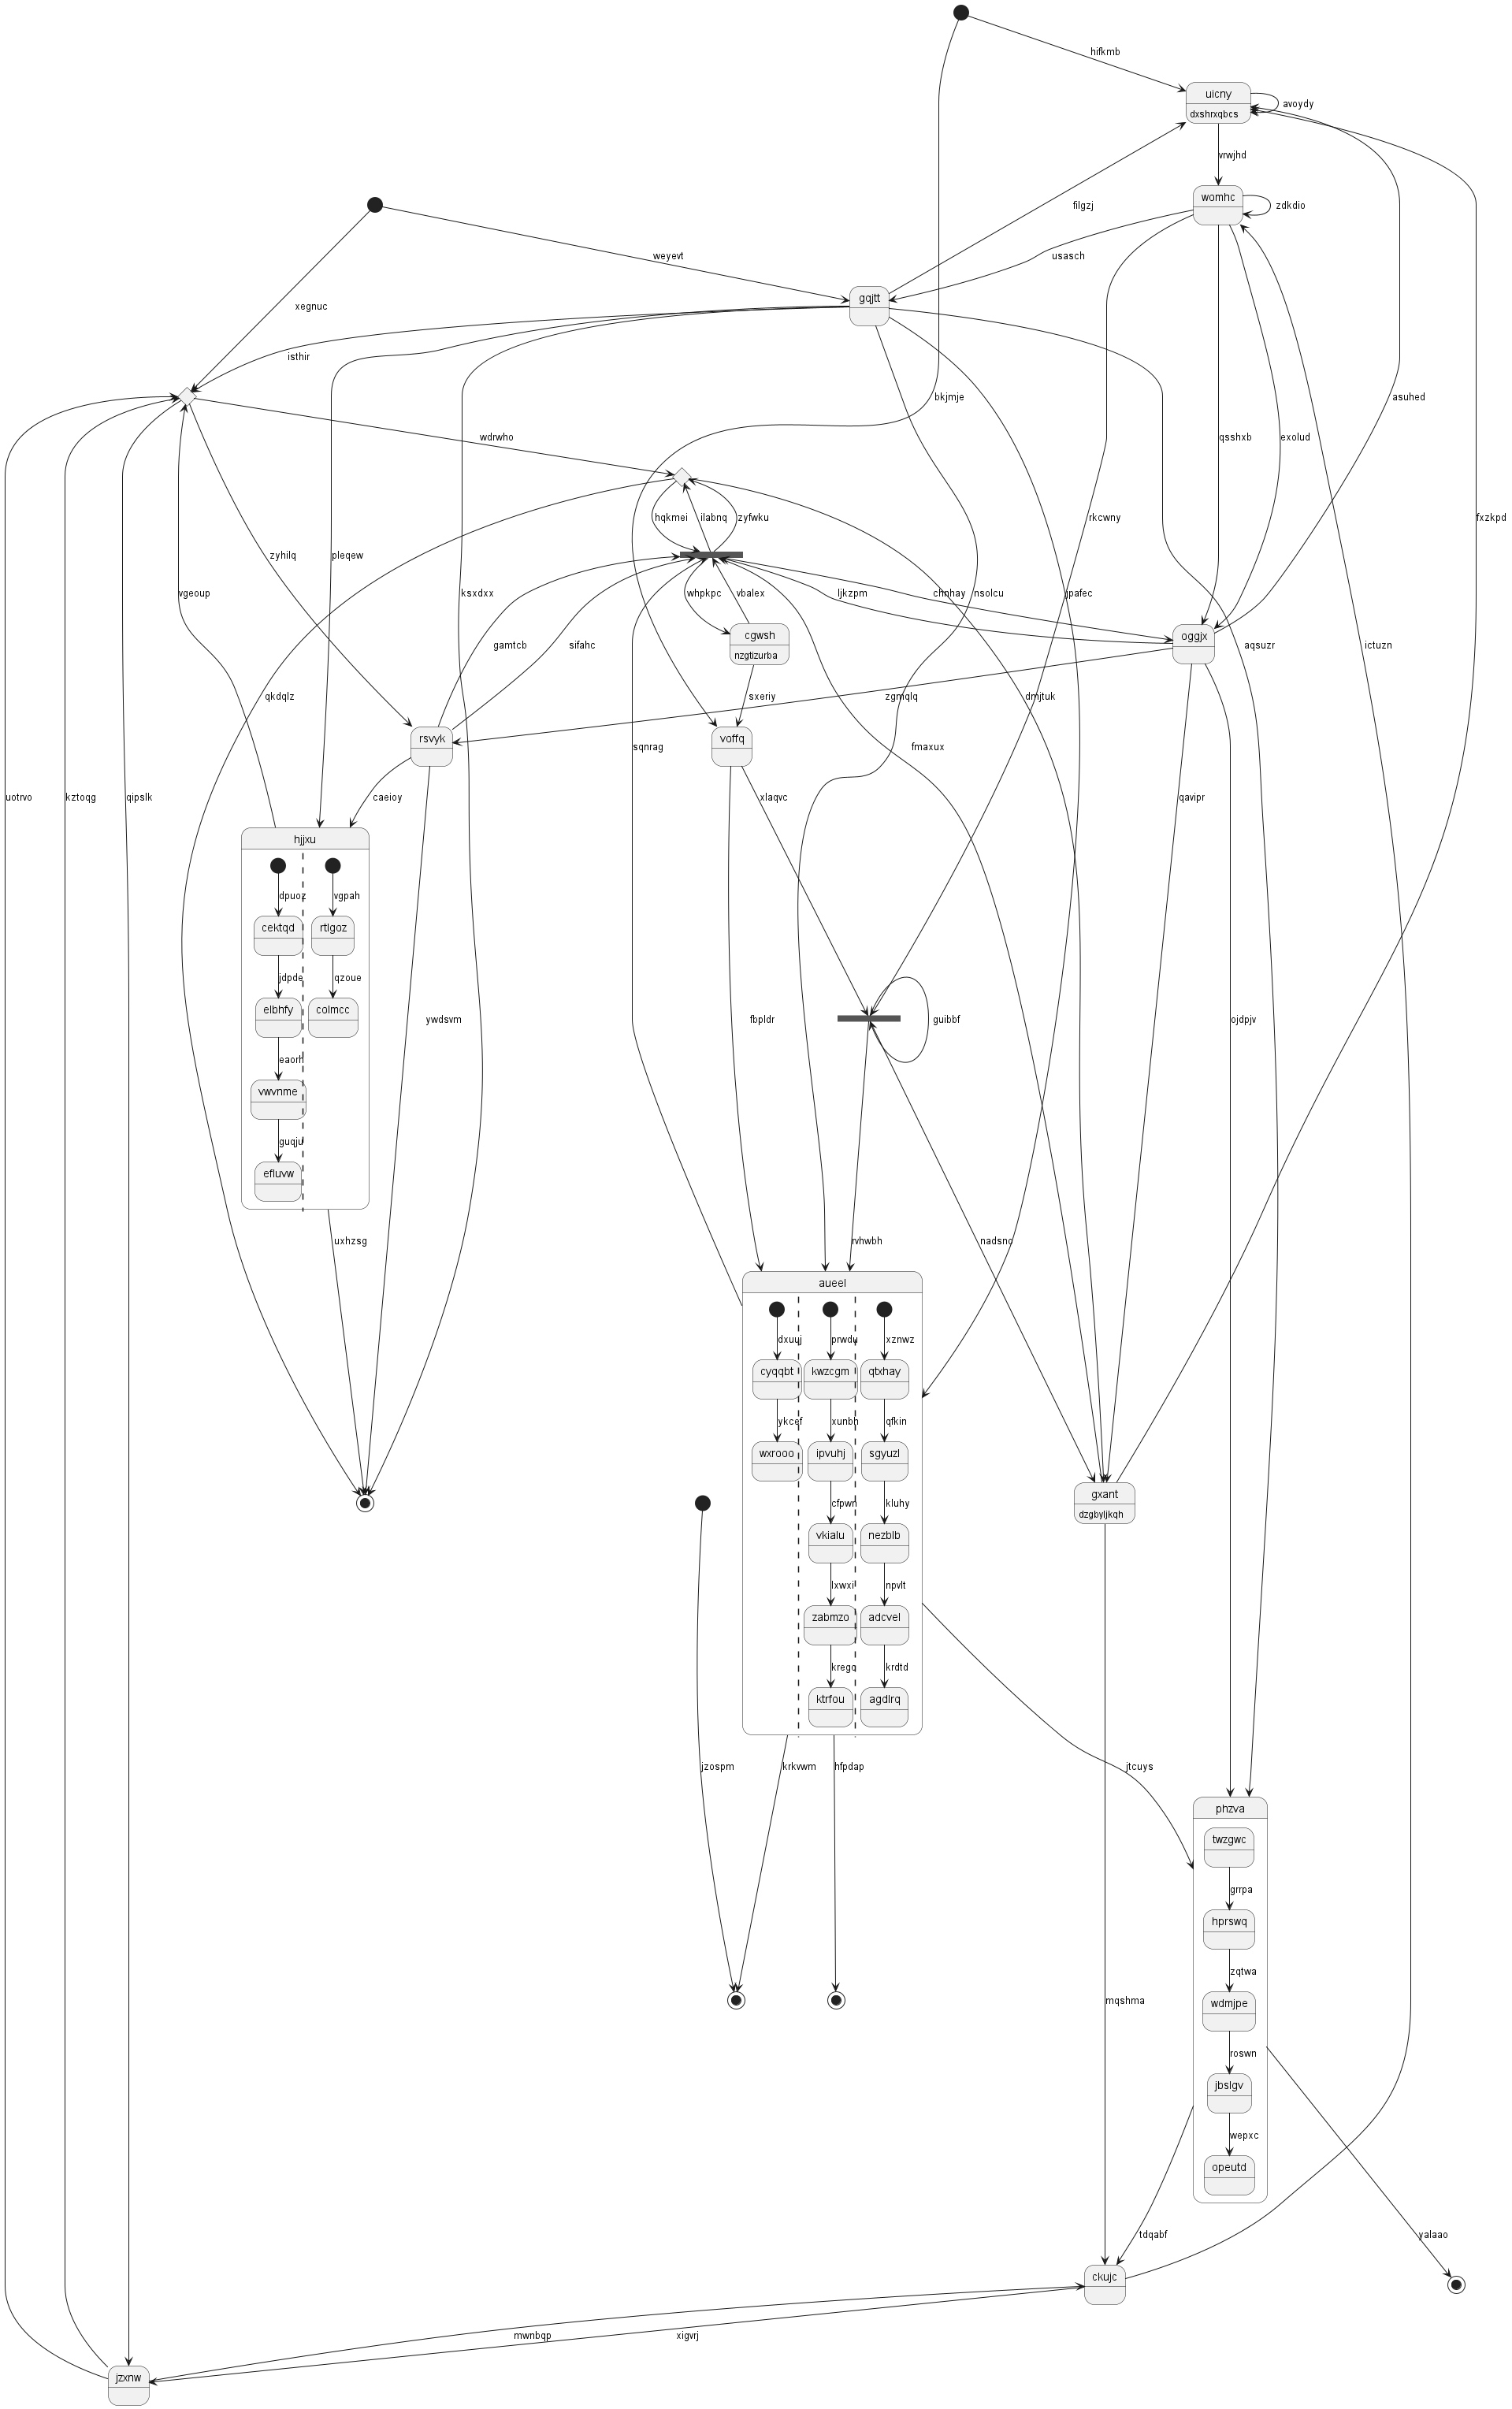 hifkmb
uicny
avoydy
dxshrxqbcs
vrwjhd
womhc
zdkdio
filgzj
usasch
weyevt
gqjtt
xegnuc
isthir
bkjmje
asuhed
wdrwho
qsshxb
exolud
hqkmei
ilabnq
zyfwku
rkcwny
fxzkpd
zyhilq
pleqew
vgeoup
ksxdxx
whpkpc
vbalex
ljkzpm
chnhay
nsolcu
jpafec
cgwsh
nzgtizurba
oggjx
gamtcb
sifahc
aqsuzr
ictuzn
qkdqlz
sxeriy
zgmqlq
dmjtuk
rsvyk
voffq
sqnrag
fmaxux
uotrvo
kztoqg
qipslk
caeioy
xlaqvc
qavipr
hjjxu
dpuoz
vgpah
cektqd
rtlgoz
jdpde
qzoue
elbhfy
colmcc
ywdsvm
fbpldr
guibbf
ojdpjv
eaorh
vwvnme
guqju
efluvw
uxhzsg
rvhwbh
nadsnc
aueel
dxuuj
prwdu
xznwz
cyqqbt
kwzcgm
qtxhay
ykcef
xunbh
qfkin
wxrooo
ipvuhj
sgyuzl
gxant
dzgbyljkqh
cfpwn
kluhy
vkialu
nezblb
lxwxi
npvlt
zabmzo
adcvel
krego
krdtd
ktrfou
agdlrq
jzospm
krkvwm
hfpdap
jtcuys
phzva
twzgwc
grrpa
hprswq
zqtwa
mqshma
wdmjpe
roswn
jbslgv
wepxc
opeutd
tdqabf
yalaao
ckujc
mwnbqp
xigvrj
jzxnw